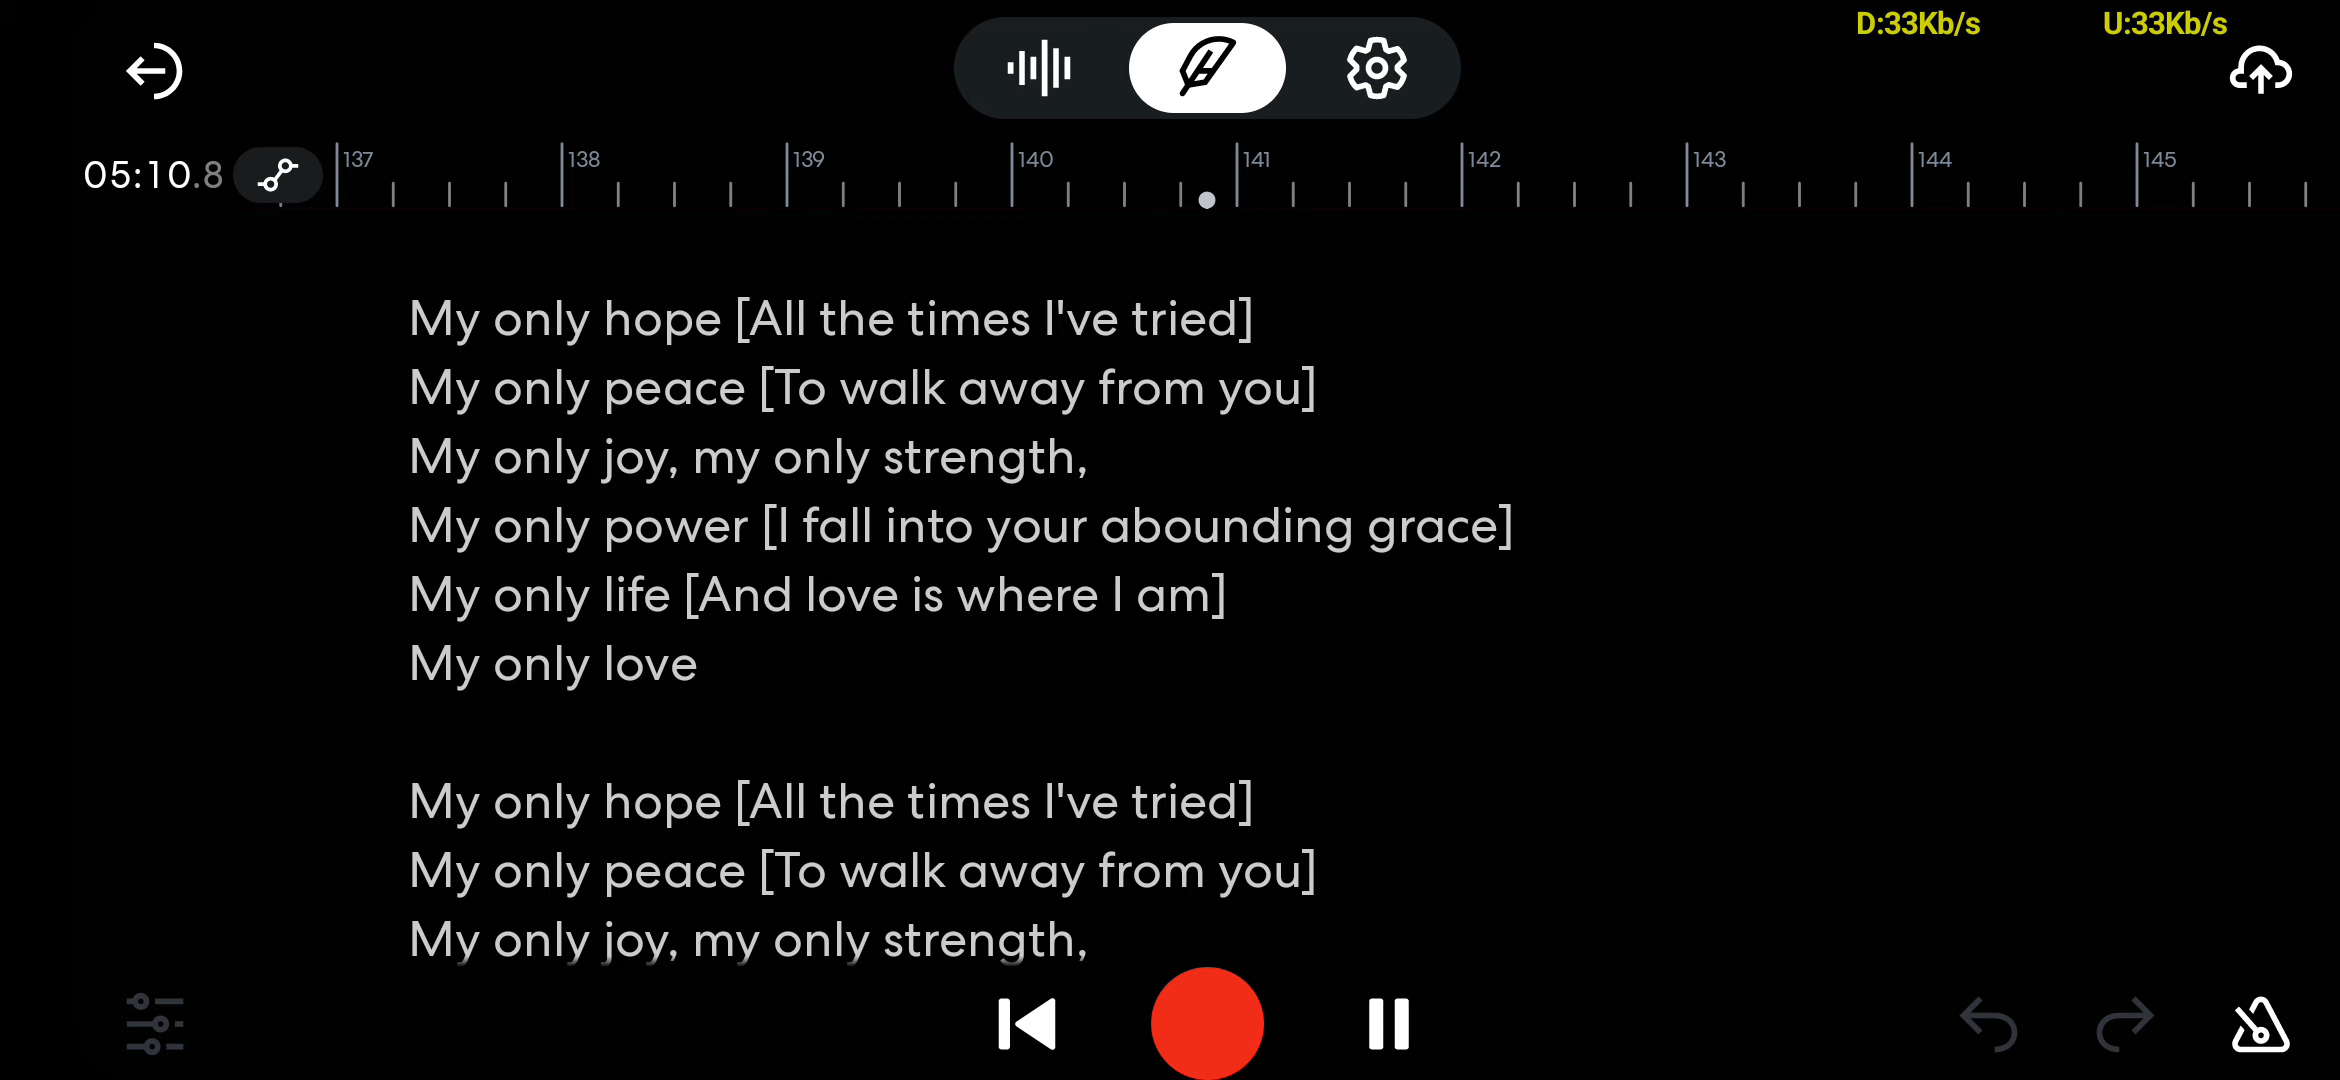 D:33Kb/s U:33Kb/s
05:10.8 137 138 139 140 141 142 143 144 145
My only hope [All the times I've tried]
My only peace [To walk away from you]
My only joy, my only strength,
My only power [I fall into your abounding grace]
My only life [And love is where I am]
My only love
My only hope [All the times I've tried]
My only peace [To walk away from you]
My only joy, my only strength,